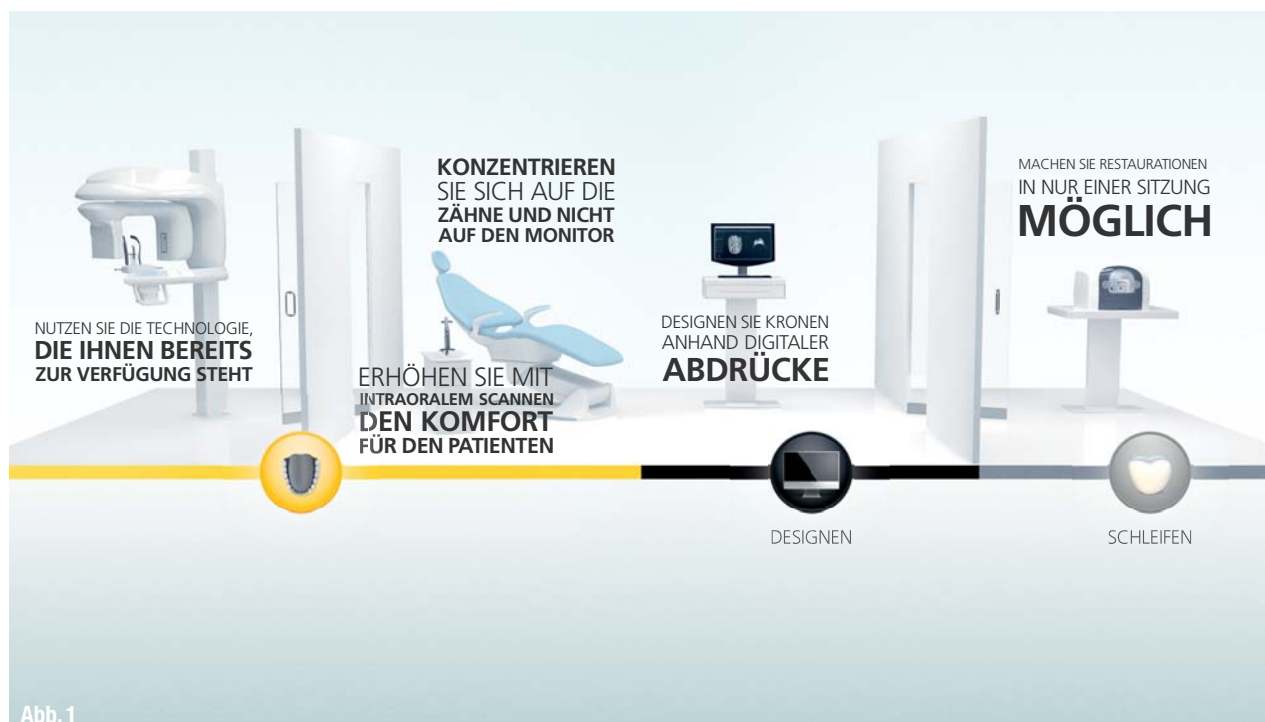 NUTZEN SIE DIE TECHNOLOGIE,
DIE IHNEN BEREITS
ZUR VERFÜGUNG STEHT
KONZENTRIEREN
SIE SICH AUF DIE
ZÄHNE UND NICHT
AUF DEN MONITOR
ERHÖHEN SIE MIT
INTRAORALEM SCANNEN
DEN KOMFORT
FÜR DEN PATIENTEN
DESIGNEN SIE KRONEN
ANHAND DIGITALER
ABDRÜCKE
MACHEN SIE RESTAURATIONEN
IN NUR EINER SITZUNG
MÖGLICH
DESIGNEN
SCHLEIFEN
Abb. 1